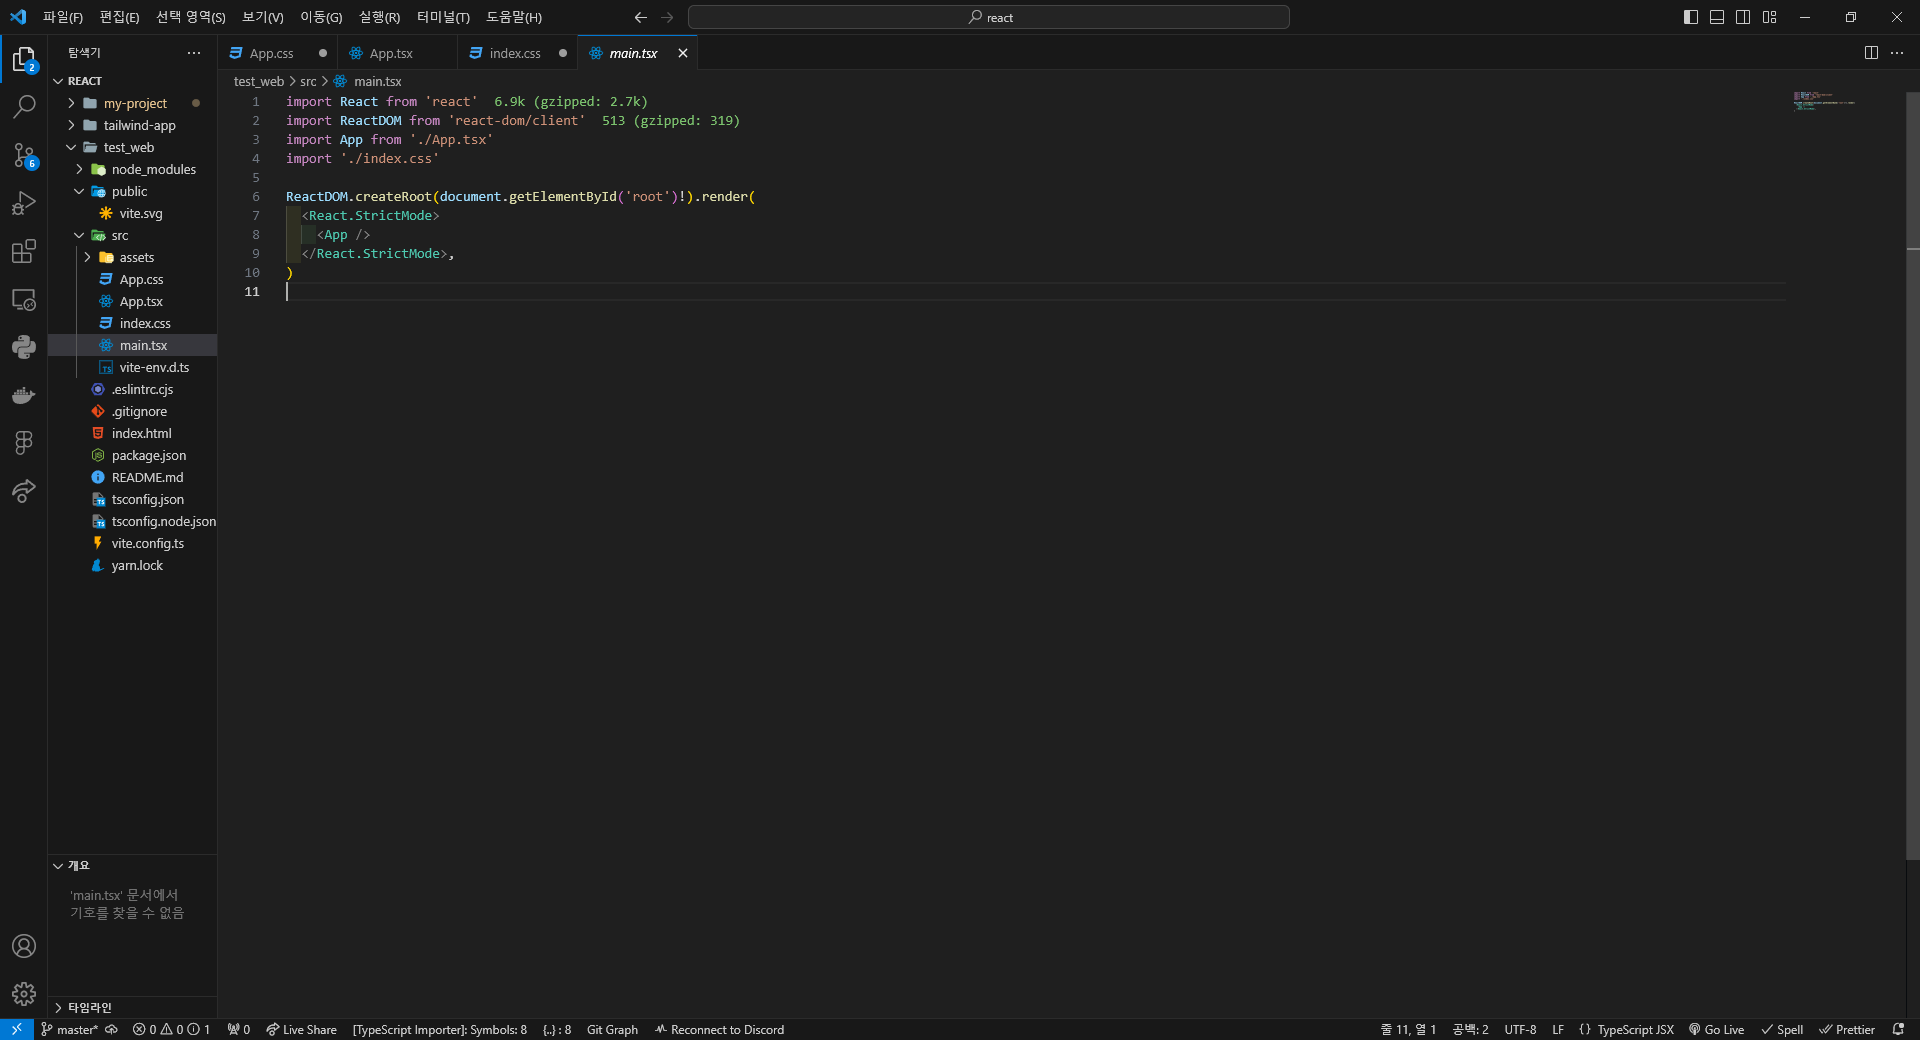 파일(F) 편집(E) 선택 영역(S) 보기(V) 이동(G) 실행(R) 터미널(T) 도움말(H)
react
탐색기
App.css
App.tsx
index.css
main.tsx
2
6
REACT
my-project
tailwind-app
test_web
node_modules
public
vite.svg
src
assets
App.css
App.tsx
index.css
main.tsx
vite-env.d.ts
.eslintrc.cjs
.gitignore
index.html
package.json
README.md
tsconfig.json
tsconfig.node.json
vite.config.ts
yarn.lock
개요
'main.tsx' 문서에서
기호를 찾을 수 없음
타임라인
test_web > src > main.tsx
1 import React from 'react' 6.9k (gzipped: 2.7k)
2 import ReactDOM from 'react-dom/client' 513 (gzipped: 319)
3 import App from './App.tsx'
4 import './index.css'
5
6 ReactDOM.createRoot(document.getElementById('root')!).render(
7 <React.StrictMode>
8 <App />
9 </React.StrictMode>,
10 )
11
master* 0 0 1 0 Live Share [TypeScript Importer]: Symbols: 8 {..} : 8 Git Graph Reconnect to Discord
줄 11, 열 1 공백: 2 UTF-8 LF {} TypeScript JSX Go Live Spell Prettier